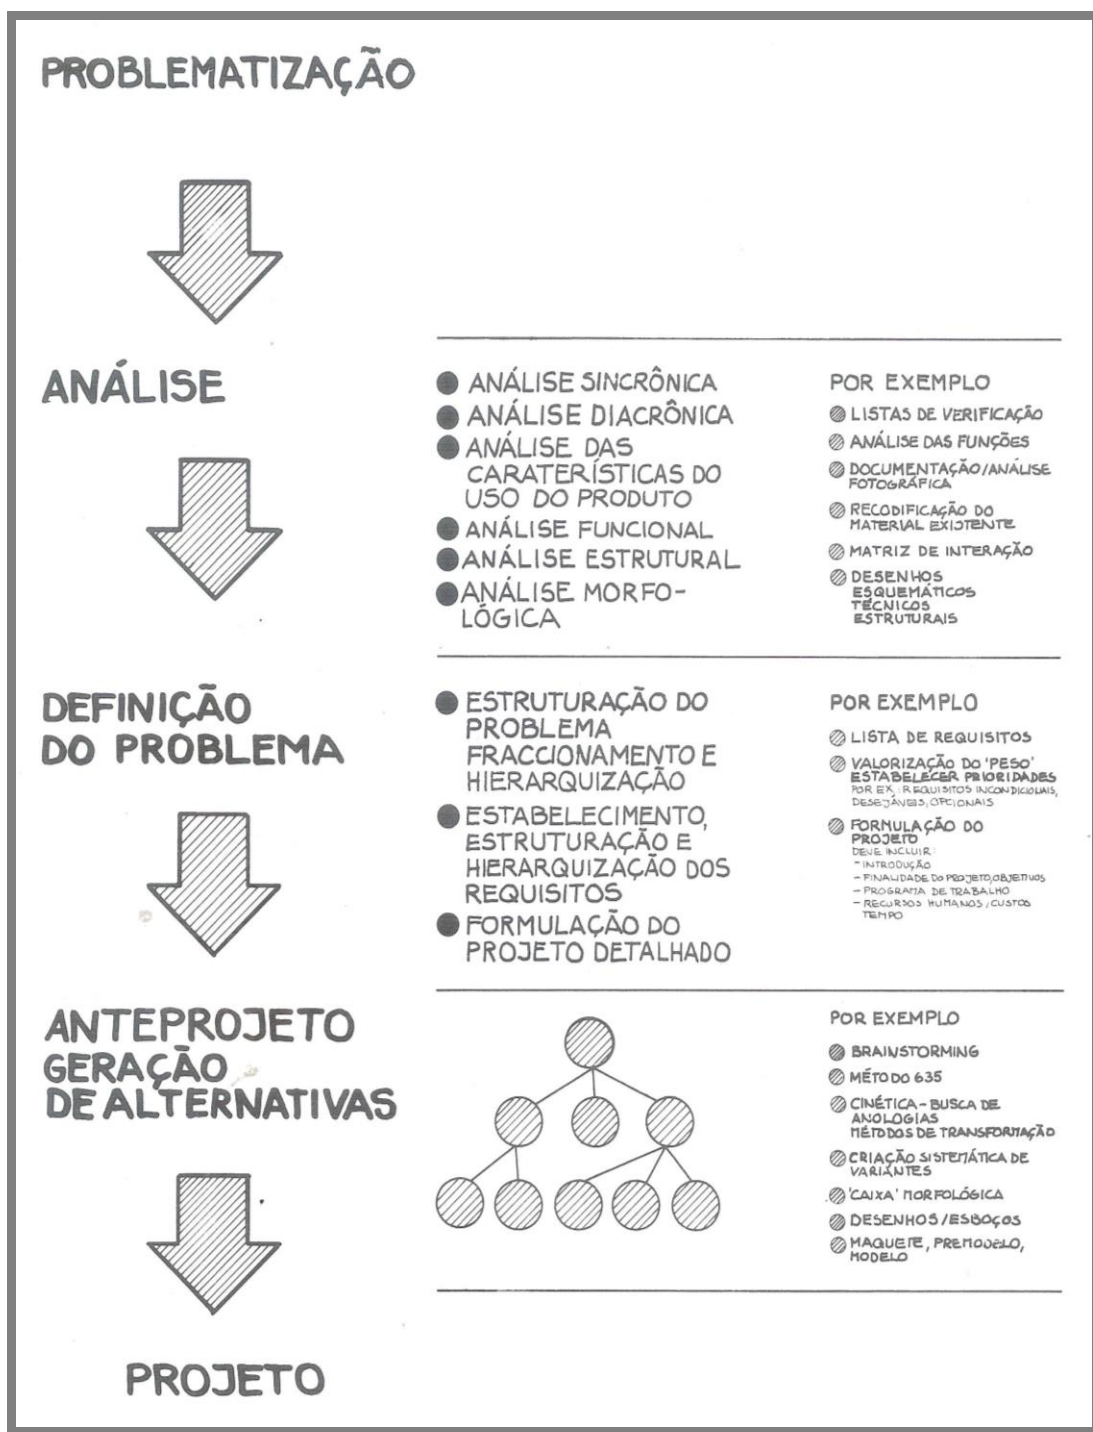 PROBLEMATIZAÇÃO
ANÁLISE
ANÁLISE SINCRÔNICA
ANÁLISE DIACRÔNICA
ANÁLISE DAS
CARATERÍSTICAS DO
USO DO PRODUTO
ANÁLISE FUNCIONAL
ANÁLISE ESTRUTURAL
ANÁLISE MORFO-
LÓGICA
POR EXEMPLO
LISTAS DE VERIFICAÇÃO
ANÁLISE DAS FUNÇÕES
DOCUMENTAÇÃO/ANÁLISE
FOTOGRÁFICA
RECODIFICAÇÃO DO
MATERIAL EXISTENTE
MATRIZ DE INTERAÇÃO
DESENHOS
ESQUEMÁTICOS
TÉCNICOS
ESTRUTURAIS
DEFINIÇÃO
DO PROBLEMA
ESTRUTURAÇÃO DO
PROBLEMA
FRACCIONAMENTO E
HIERARQUIZAÇÃO
ESTABELECIMENTO,
ESTRUTURAÇÃO E
HIERARQUIZAÇÃO DOS
REQUISITOS
FORMULAÇÃO DO
PROJETO DETALHADO
POR EXEMPLO
LISTA DE REQUISITOS
VALORIZAÇÃO DO 'PESO'
ESTABELECER PRIORIDADES
POR EX.: REQUISITOS INCONDICIONAIS,
DESEJÁVEIS, OPCIONAIS
FORMULAÇÃO DO
PROJETO
DEVE INCLUIR:
- INTRODUÇÃO
- FINALIDADE DO PROJETO, OBJETIVOS
- PROGRAMA DE TRABALHO
- RECURSOS HUMANOS / CUSTOS
TEMPO
ANTEPROJETO
GERAÇÃO
DE ALTERNATIVAS
POR EXEMPLO
BRAINSTORMING
MÉTODO 635
CINÉTICA - BUSCA DE
ANOLOGIAS
MÉTODOS DE TRANSFORMAÇÃO
CRIAÇÃO SISTEMÁTICA DE
VARIANTES
'CAIXA' MORFOLÓGICA
DESENHOS/ESBOÇOS
MAQUETE, PREMODELO,
MODELO
PROJETO